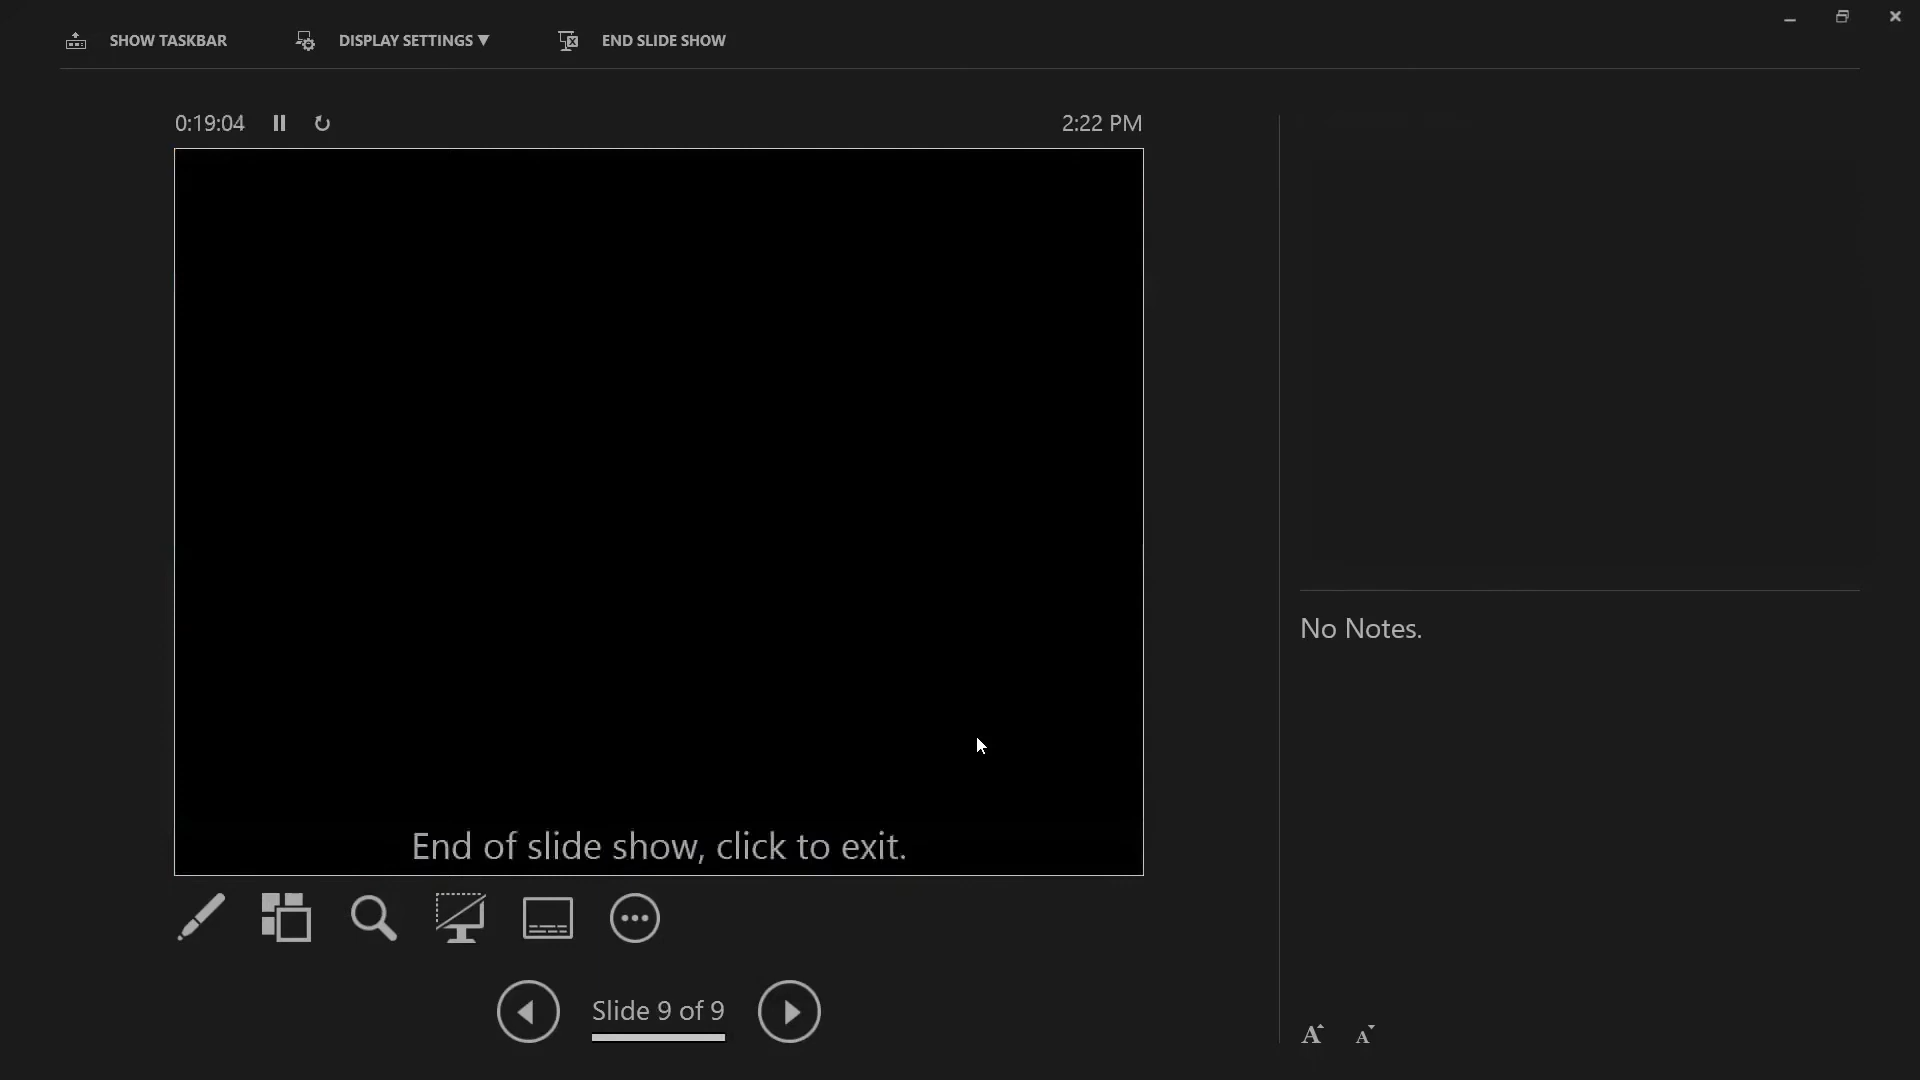 SHOW TASKBAR
DISPLAY SETTINGS ▼
END SLIDE SHOW
0:19:04
2:22 PM
End of slide show, click to exit.
No Notes.
Slide 9 of 9
A
A